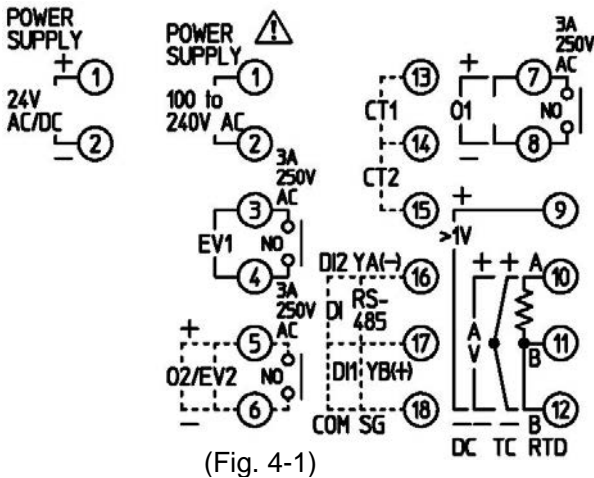 POWER
SUPPLY
+
1
24V
AC/DC
2
−
POWER
SUPPLY
1
100 to
240V AC
2
3A
250V
AC
3
EV1
NO
4
3A
250V
AC
+
5
O2/EV2
NO
6
−
13
CT1
14
CT2
15
DI2 YA(−)
16
DI
RS-
485
17
DI1
YB(+)
18
COM SG
3A
250V
AC
+
7
O1
NO
−
8
+
9
>1V
+ +
A
10
A
V
B
11
B
12
− − −
DC TC RTD
(Fig. 4-1)